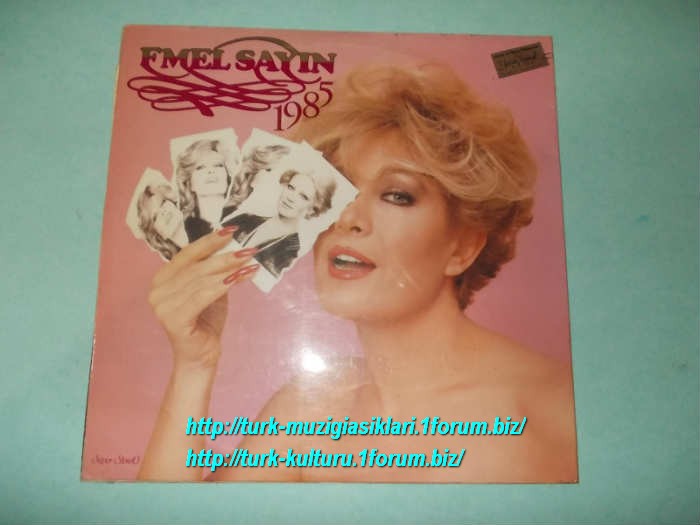 EMEL SAYIN
1985
http://turk-muzigiasiklari.1forum.biz/
http://turk-kulturu.1forum.biz/